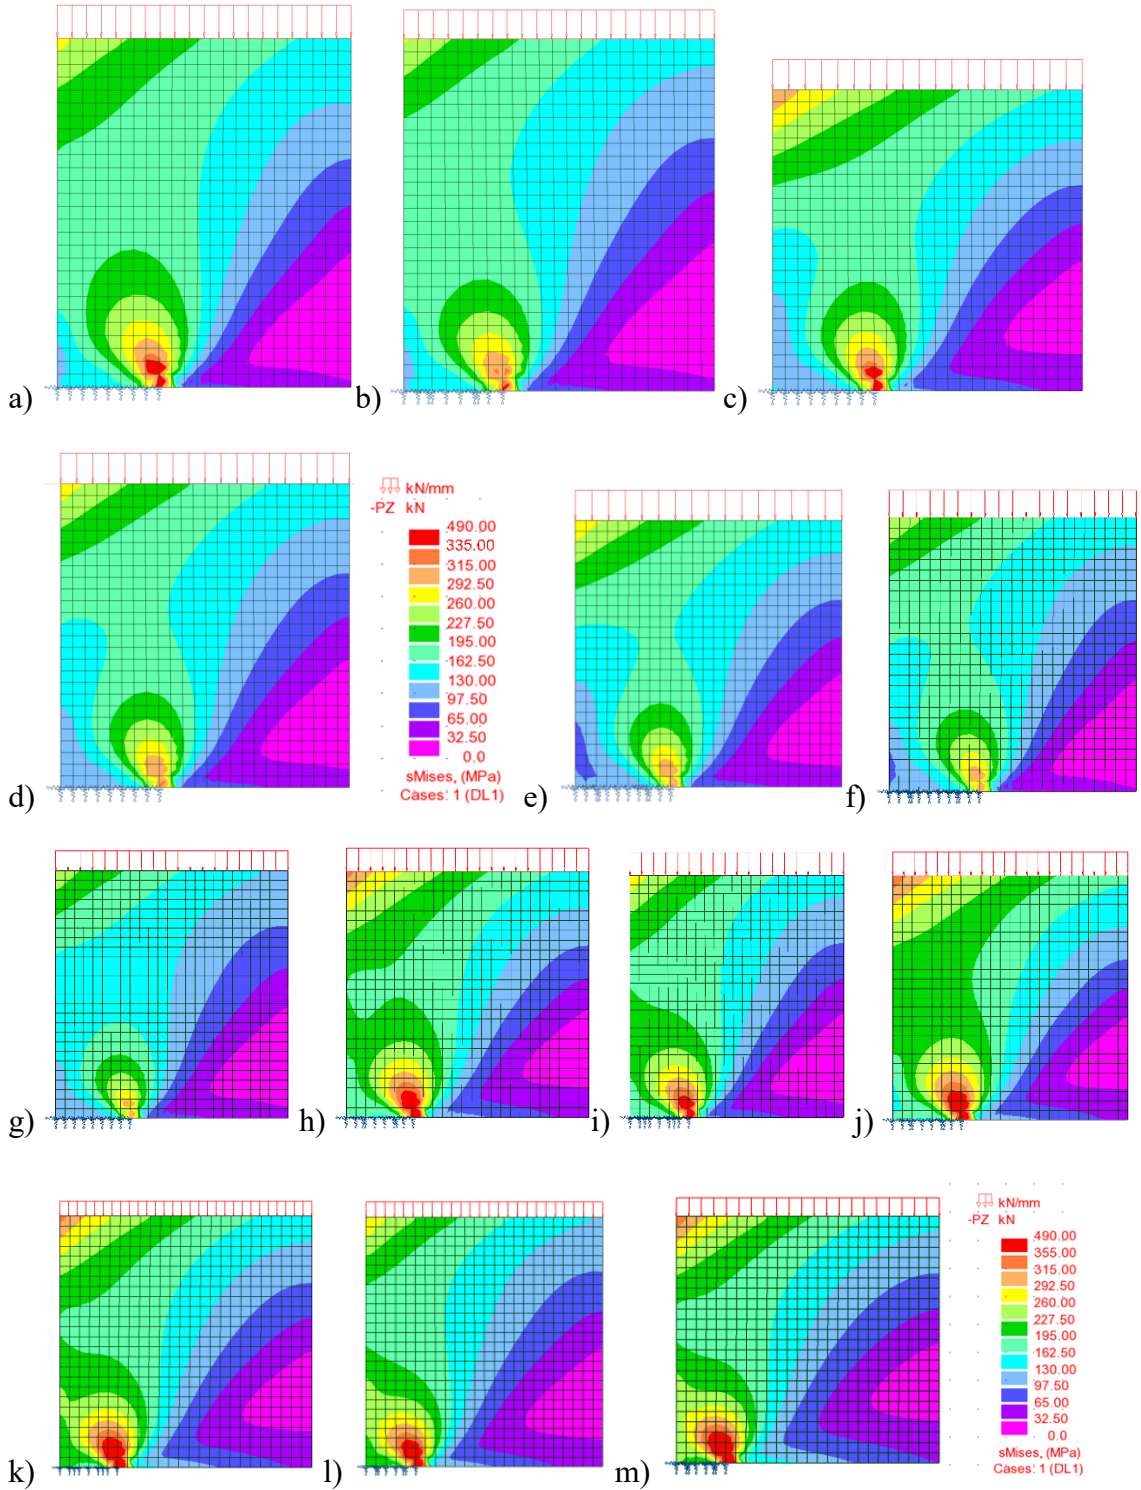 a)
b)
c)
kN/mm
-PZ kN
490.00
335.00
315.00
292.50
260.00
227.50
195.00
162.50
130.00
97.50
65.00
32.50
0.0
sMises, (MPa)
Cases: 1 (DL1)
d)
e)
f)
g)
h)
i)
j)
kN/mm
-PZ kN
490.00
355.00
315.00
292.50
260.00
227.50
195.00
162.50
130.00
97.50
65.00
32.50
0.0
sMises, (MPa)
Cases: 1 (DL1)
k)
l)
m)